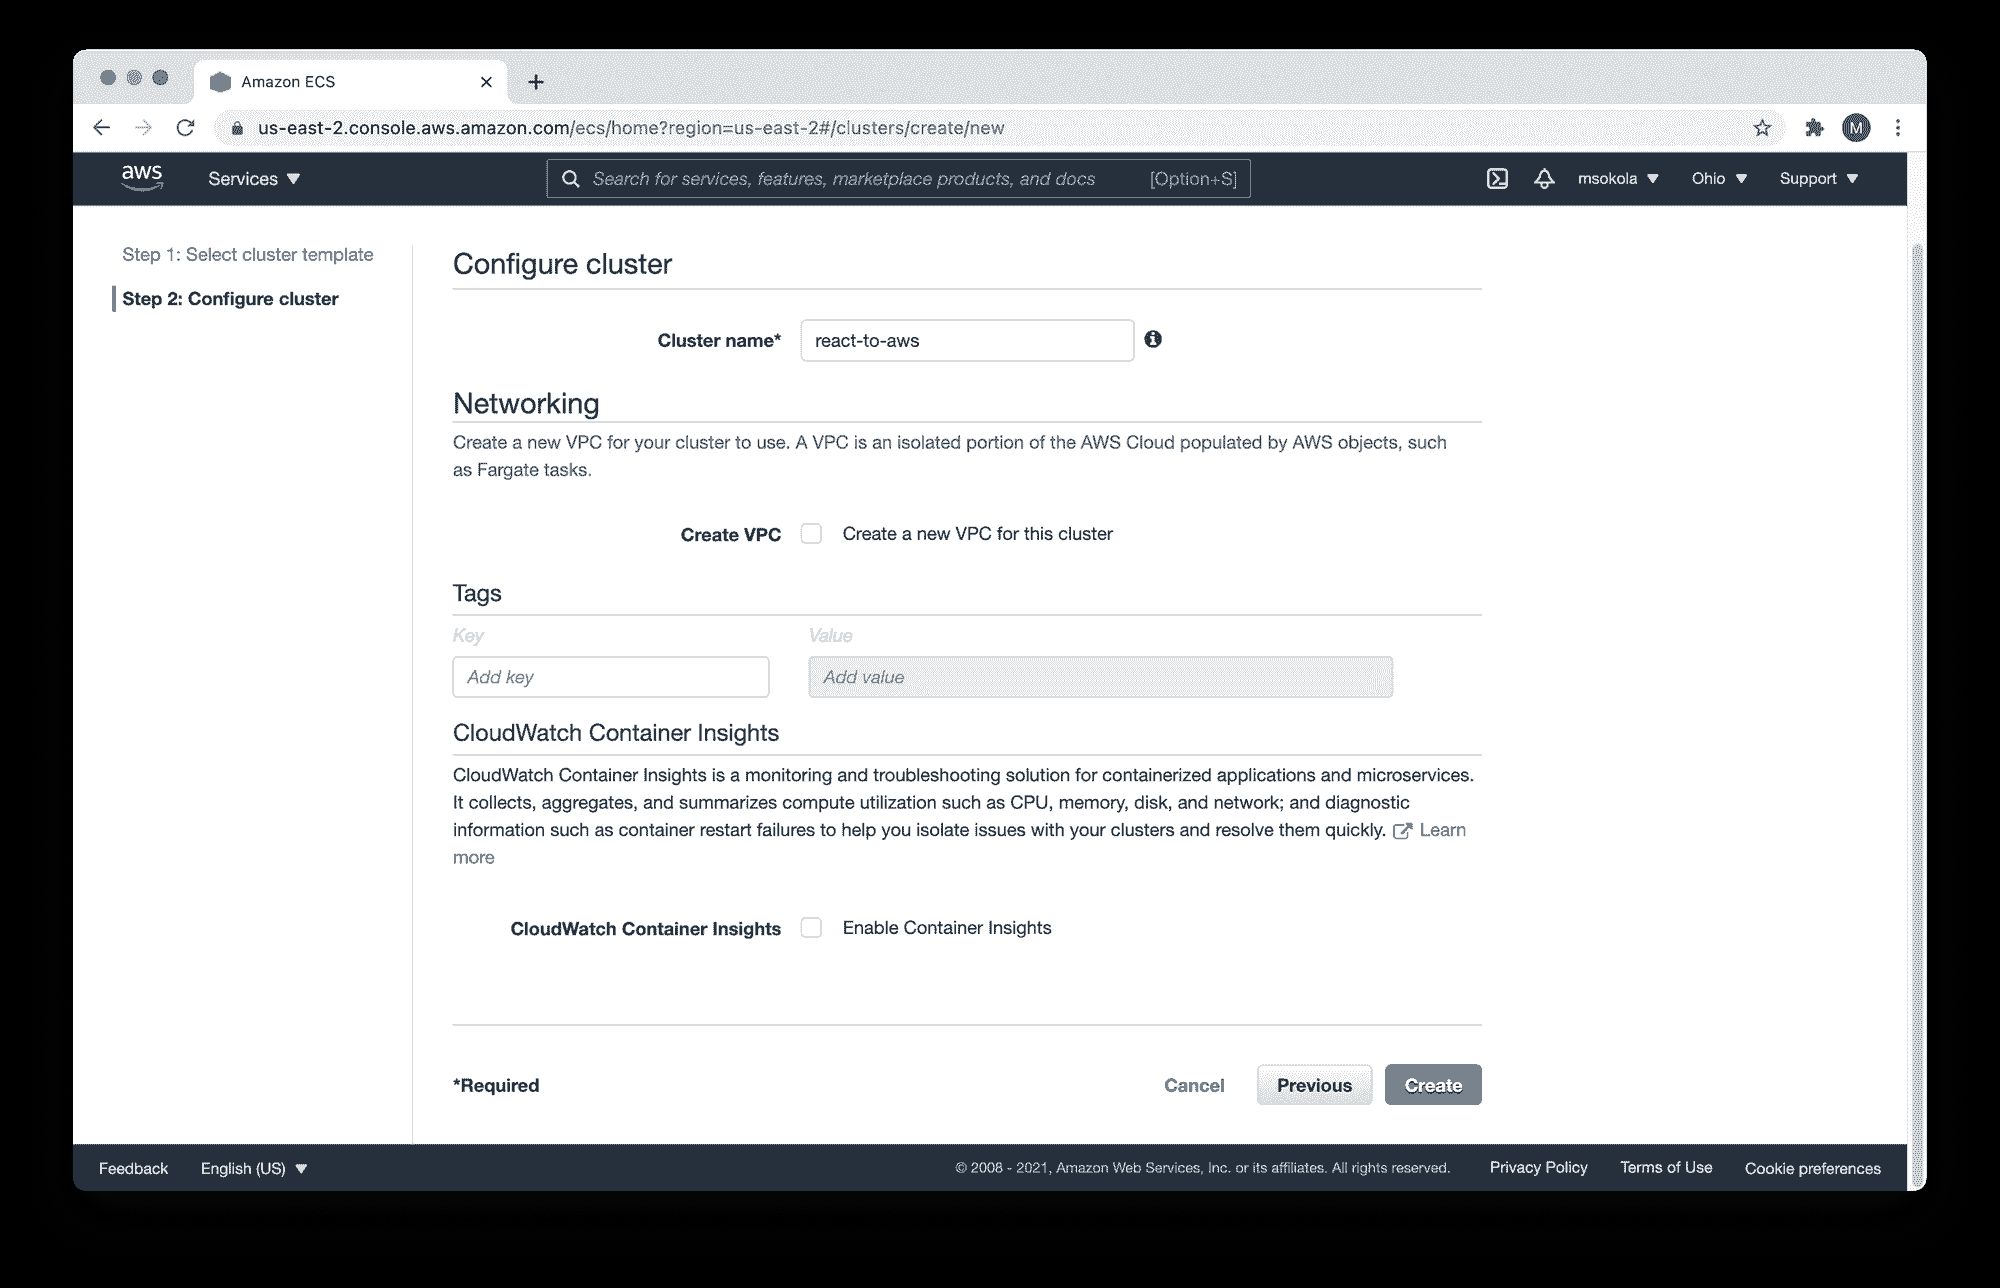 Amazon ECS
us-east-2.console.aws.amazon.com/ecs/home?region=us-east-2#/clusters/create/new
M
aws
Services
Search for services, features, marketplace products, and docs
[Option+S]
msokola
Ohio
Support
Step 1: Select cluster template
Step 2: Configure cluster
Configure cluster
Cluster name*
react-to-aws
Networking
Create a new VPC for your cluster to use. A VPC is an isolated portion of the AWS Cloud populated by AWS objects, such
as Fargate tasks.
Create VPC
Create a new VPC for this cluster
Tags
Key
Value
Add key
Add value
CloudWatch Container Insights
CloudWatch Container Insights is a monitoring and troubleshooting solution for containerized applications and microservices.
It collects, aggregates, and summarizes compute utilization such as CPU, memory, disk, and network; and diagnostic
information such as container restart failures to help you isolate issues with your clusters and resolve them quickly. Learn
more
CloudWatch Container Insights
Enable Container Insights
*Required
Cancel
Previous
Create
Feedback
English (US)
© 2008 - 2021, Amazon Web Services, Inc. or its affiliates. All rights reserved.
Privacy Policy
Terms of Use
Cookie preferences